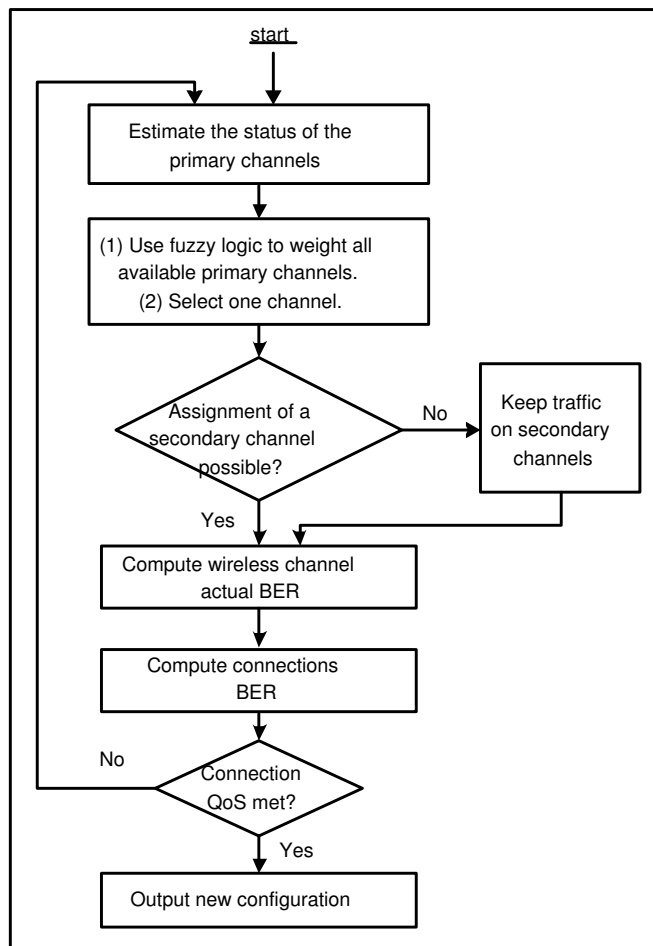 start
Estimate the status of the
primary channels
(1) Use fuzzy logic to weight all
available primary channels.
(2) Select one channel.
Assignment of a
secondary channel
possible?
No
Keep traffic
on secondary
channels
Yes
Compute wireless channel
actual BER
Compute connections
BER
No
Connection
QoS met?
Yes
Output new configuration